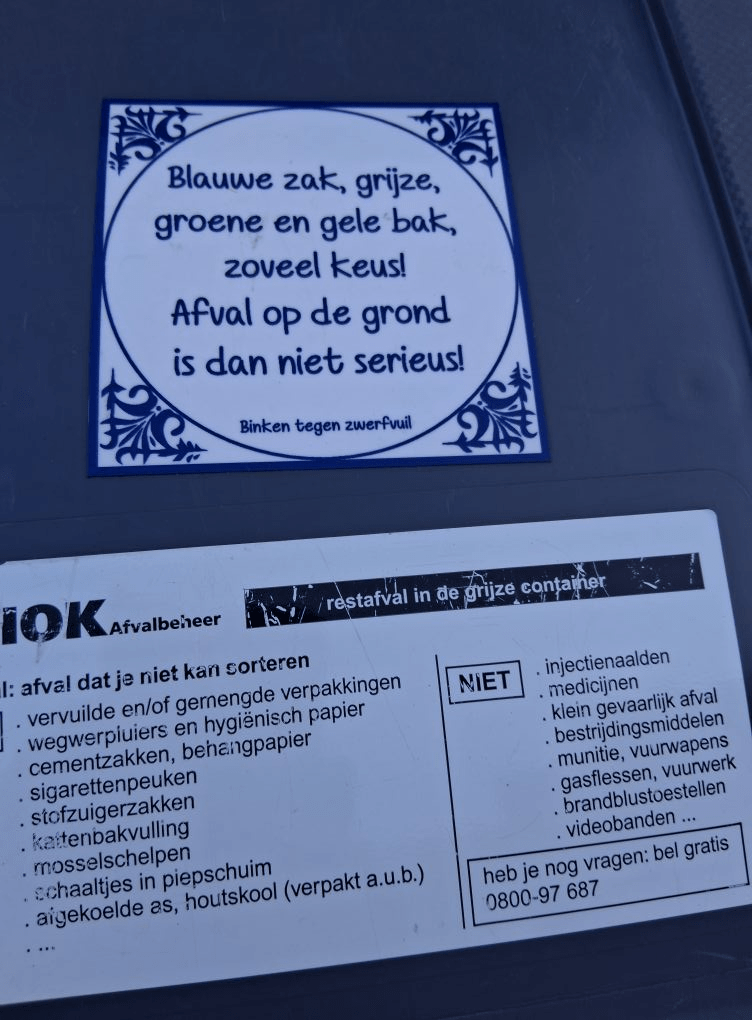 Blauwe zak, grijze,
groene en gele bak,
zoveel keus!
Afval op de grond
is dan niet serieus!
Binken tegen zwerfvuil
IOK Afvalbeheer
restafval in de grijze container
afval dat je niet kan sorteren
. vervuilde en/of gemengde verpakkingen
. wegwerpluiers en hygiënisch papier
. cementzakken, behangpapier
. sigarettenpeuken
. stofzuigerzakken
. kattenbakvulling
. mosselschelpen
. schaaltjes in piepschuim
. afgekoelde as, houtskool (verpakt a.u.b.)
. ...
NIET
. injectienaalden
. medicijnen
. klein gevaarlijk afval
. bestrijdingsmiddelen
. munitie, vuurwapens
. gasflessen, vuurwerk
. brandblustoestellen
. videobanden ...
heb je nog vragen: bel gratis
0800-97 687